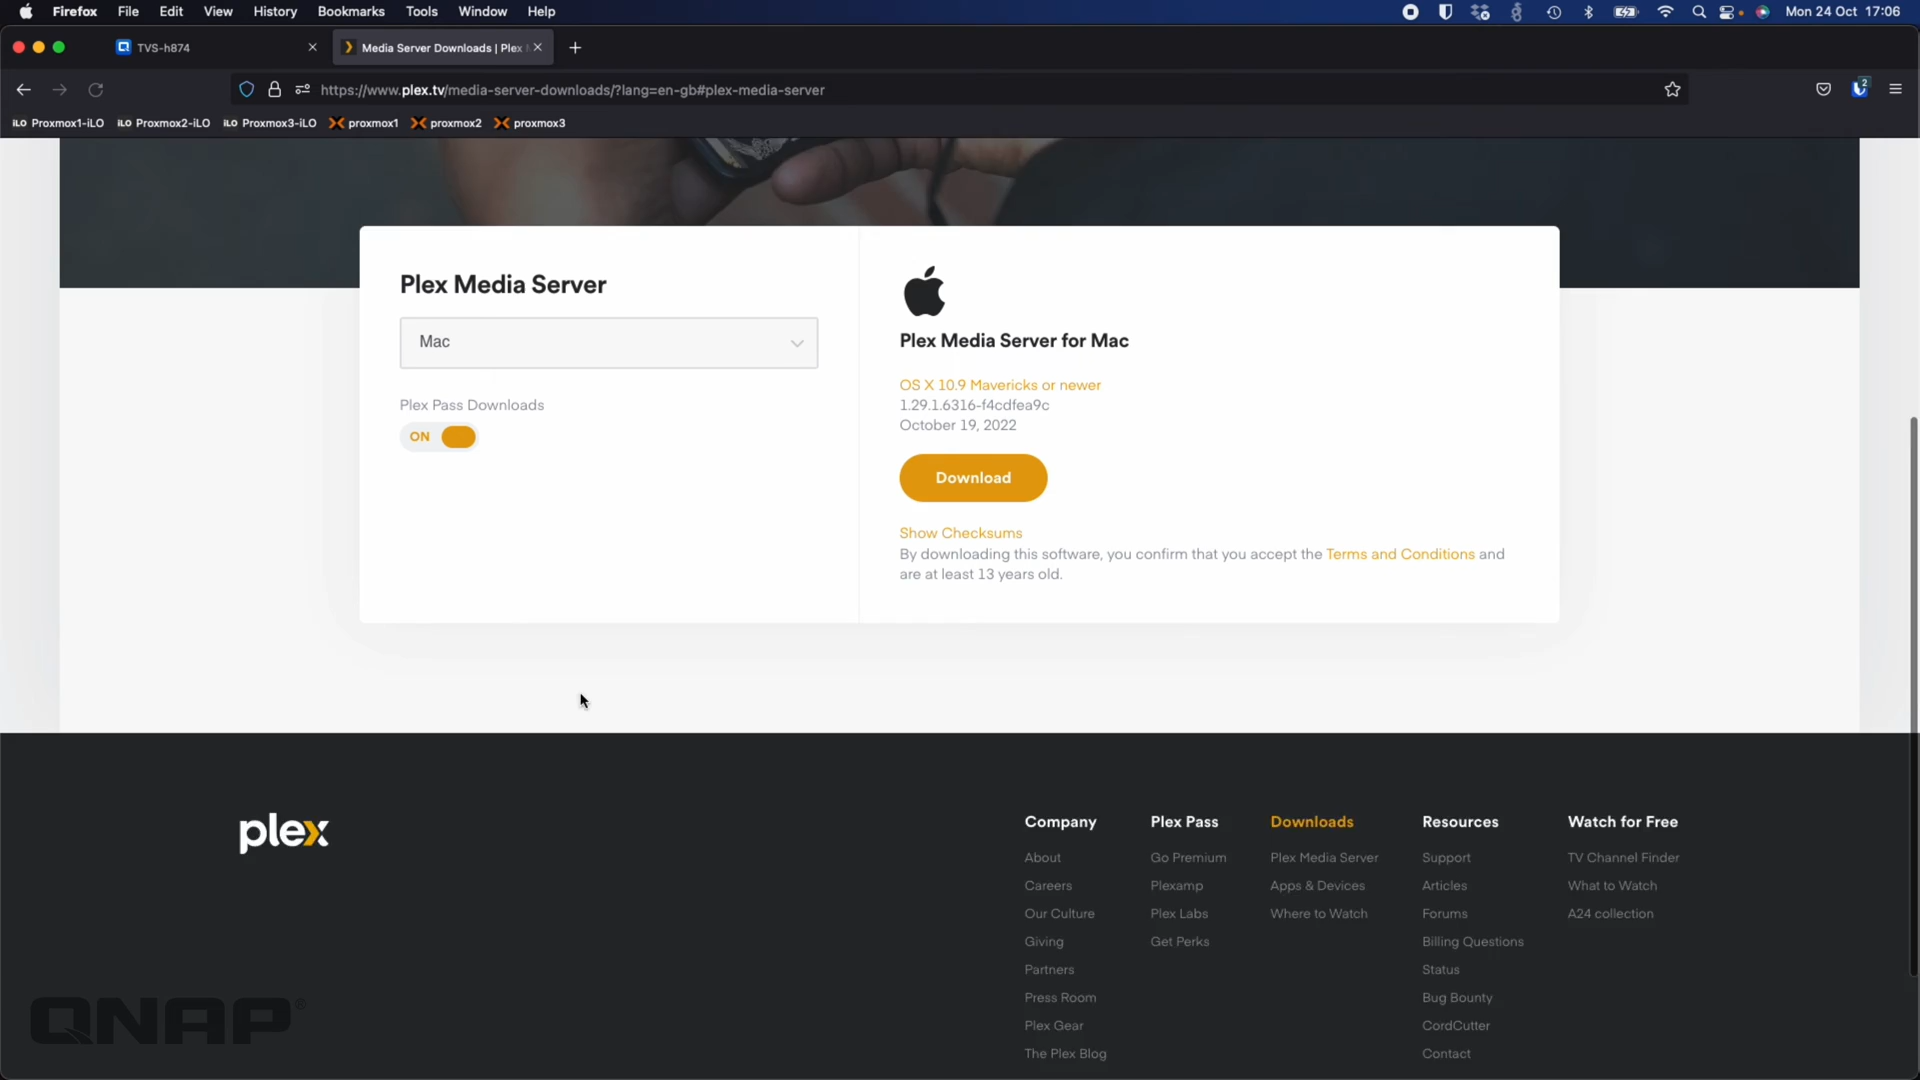 Firefox File Edit View History Bookmarks Tools Window Help Mon 24 Oct 17:06
TVS-h874 Media Server Downloads | Plex
https://www.plex.tv/media-server-downloads/?lang=en-gb#plex-media-server 2
iLO Proxmox1-iLO iLO Proxmox2-iLO iLO Proxmox3-iLO proxmox1 proxmox2 proxmox3
Plex Media Server
Mac
Plex Pass Downloads
ON
Plex Media Server for Mac
OS X 10.9 Mavericks or newer
1.29.1.6316-f4cdfea9c
October 19, 2022
Download
Show Checksums
By downloading this software, you confirm that you accept the Terms and Conditions and
are at least 13 years old.
plex
Company
About
Careers
Our Culture
Giving
Partners
Press Room
Plex Gear
The Plex Blog
Plex Pass
Go Premium
Plexamp
Plex Labs
Get Perks
Downloads
Plex Media Server
Apps & Devices
Where to Watch
Resources
Support
Articles
Forums
Billing Questions
Status
Bug Bounty
CordCutter
Contact
Watch for Free
TV Channel Finder
What to Watch
A24 collection
QNAP®